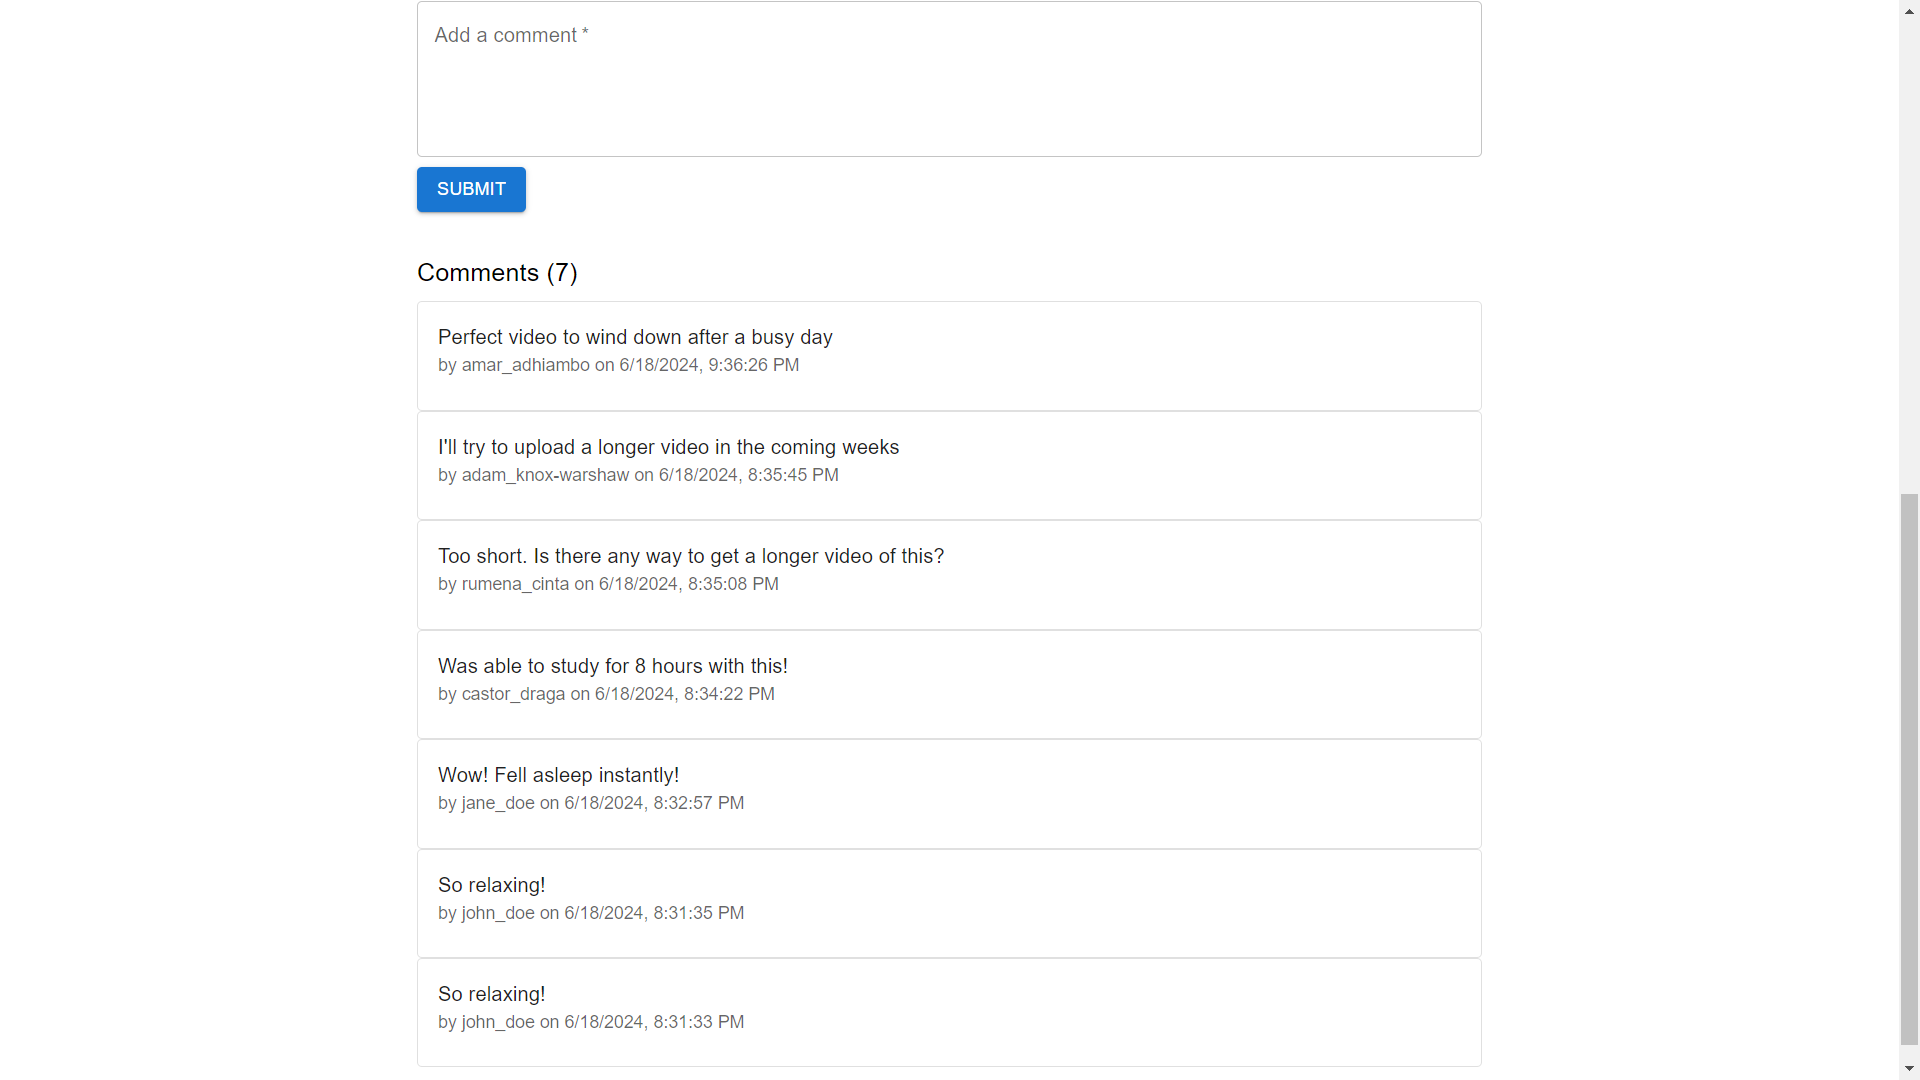 Add a comment *
SUBMIT
Comments (7)
Perfect video to wind down after a busy day
by amar_adhiambo on 6/18/2024, 9:36:26 PM
I'll try to upload a longer video in the coming weeks
by adam_knox-warshaw on 6/18/2024, 8:35:45 PM
Too short. Is there any way to get a longer video of this?
by rumena_cinta on 6/18/2024, 8:35:08 PM
Was able to study for 8 hours with this!
by castor_draga on 6/18/2024, 8:34:22 PM
Wow! Fell asleep instantly!
by jane_doe on 6/18/2024, 8:32:57 PM
So relaxing!
by john_doe on 6/18/2024, 8:31:35 PM
So relaxing!
by john_doe on 6/18/2024, 8:31:33 PM